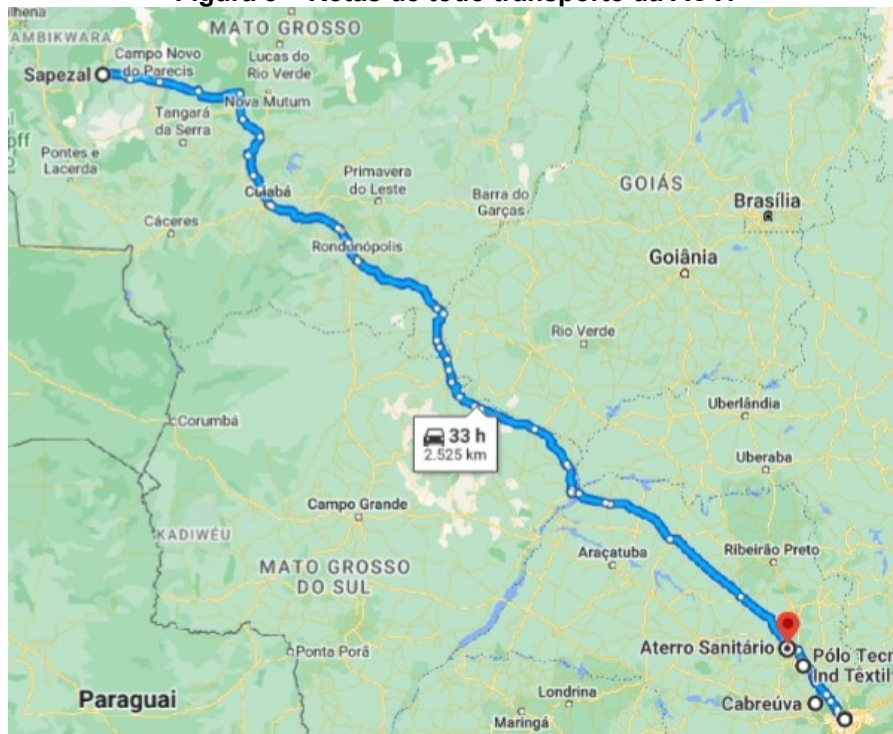 MATO GROSSO
Sapezal
Campo Novo
do Parecis
Lucas do
Rio Verde
Nova Mutum
Tangará
da Serra
Pontes e
Lacerda
Cuiabá
Primavera
do Leste
Barra do
Garças
GOIÁS
Brasília
Cáceres
Rondonópolis
Goiânia
Rio Verde
Corumbá
33 h
2.525 km
Uberlândia
Uberaba
Campo Grande
KADIWÉU
MATO GROSSO
DO SUL
Araçatuba
Ribeirão Preto
Ponta Porã
Aterro Sanitário
Pólo Tecn
Ind Têxtil
Paraguai
Londrina
Maringá
Cabreúva